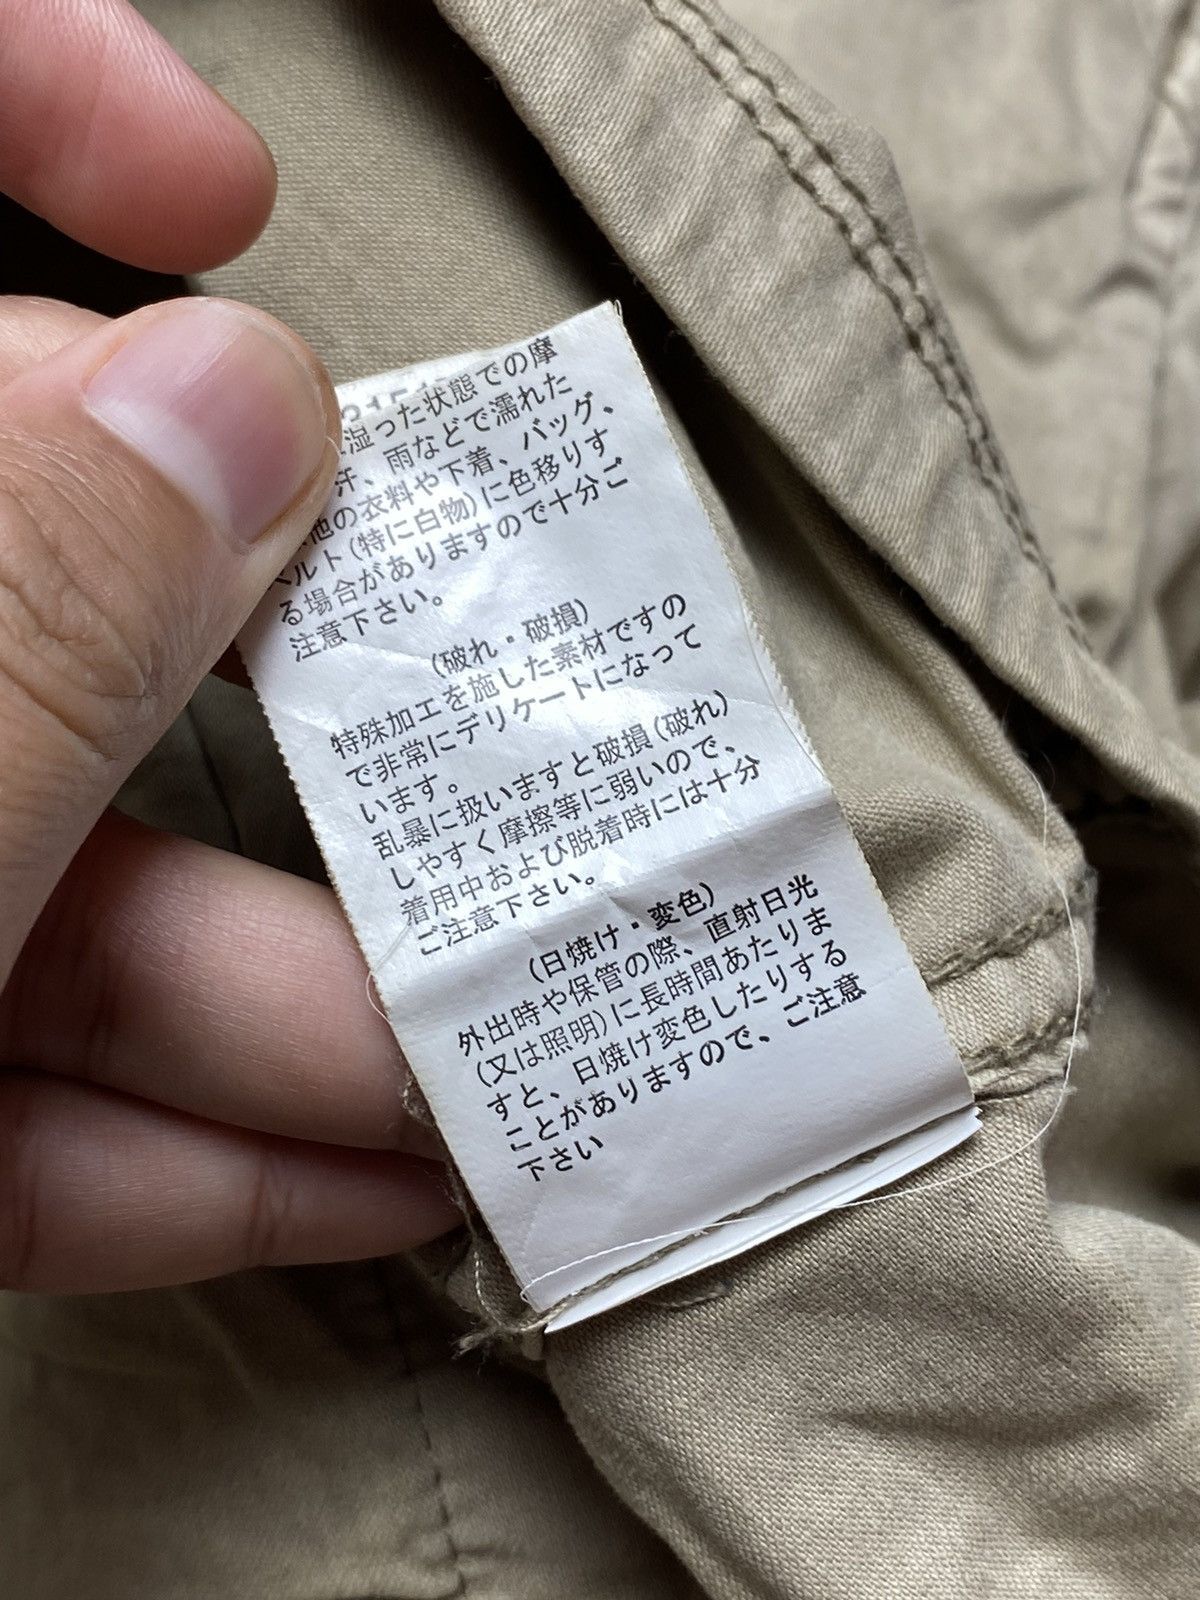 湿った状態での摩
汗、雨などで濡れた
他の衣料や下着、バッグ、
ベルト(特に白物)に色移りす
る場合がありますので十分ご
注意下さい。
(破れ・破損)
特殊加工を施した素材ですの
で非常にデリケートになって
います。
乱暴に扱いますと破損(破れ)
しやすく摩擦等に弱いので、
着用中および脱着時には十分
ご注意下さい。
(日焼け・変色)
外出時や保管の際、直射日光
(又は照明)に長時間あたりま
すと、日焼け変色したりする
ことがありますので、ご注意
下さい